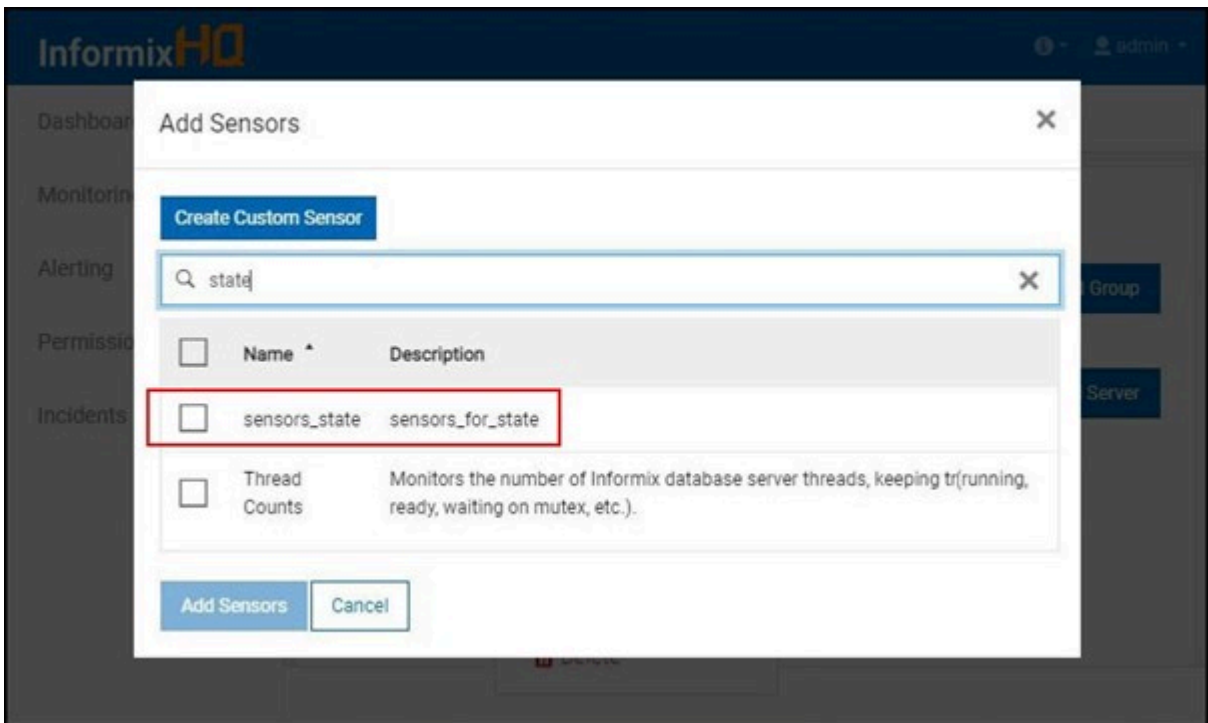 InformixHQ
admin
Dashboar
Add Sensors
Monitorin
Create Custom Sensor
Alerting
state
Group
Permissio
Name Description
Server
Incidents
sensors_state sensors_for_state
Thread Monitors the number of Informix database server threads, keeping tr(running,
Counts ready, waiting on mutex, etc.).
Add Sensors Cancel
Delete